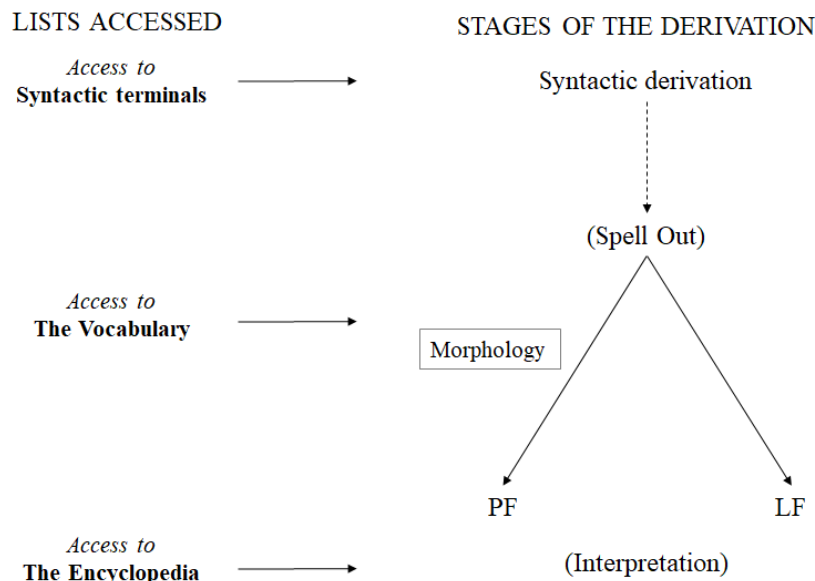 LISTS ACCESSED
STAGES OF THE DERIVATION
Access to
Syntactic terminals
Syntactic derivation
(Spell Out)
Access to
The Vocabulary
Morphology
PF
LF
Access to
The Encyclopedia
(Interpretation)